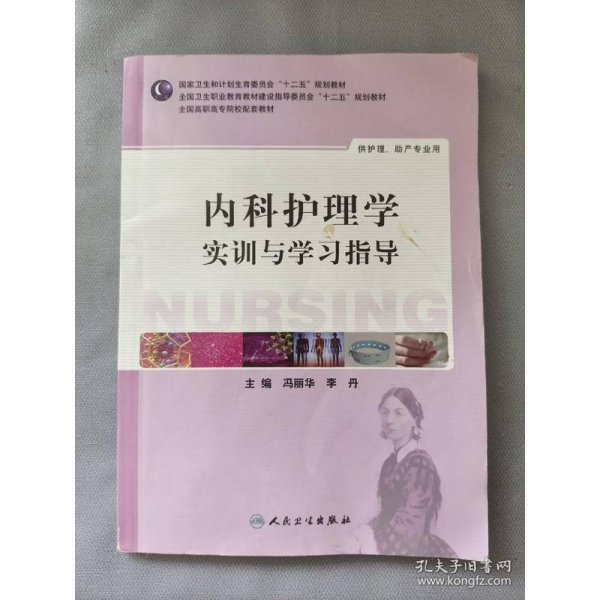 国家卫生和计划生育委员会“十二五”规划教材
全国卫生职业教育教材建设指导委员会“十二五”规划教材
全国高职高专院校配套教材
供护理、助产专业用
内科护理学
实训与学习指导
NURSING
主编 冯丽华 李丹
人民卫生出版社
孔夫子旧书网
www.kongfz.com